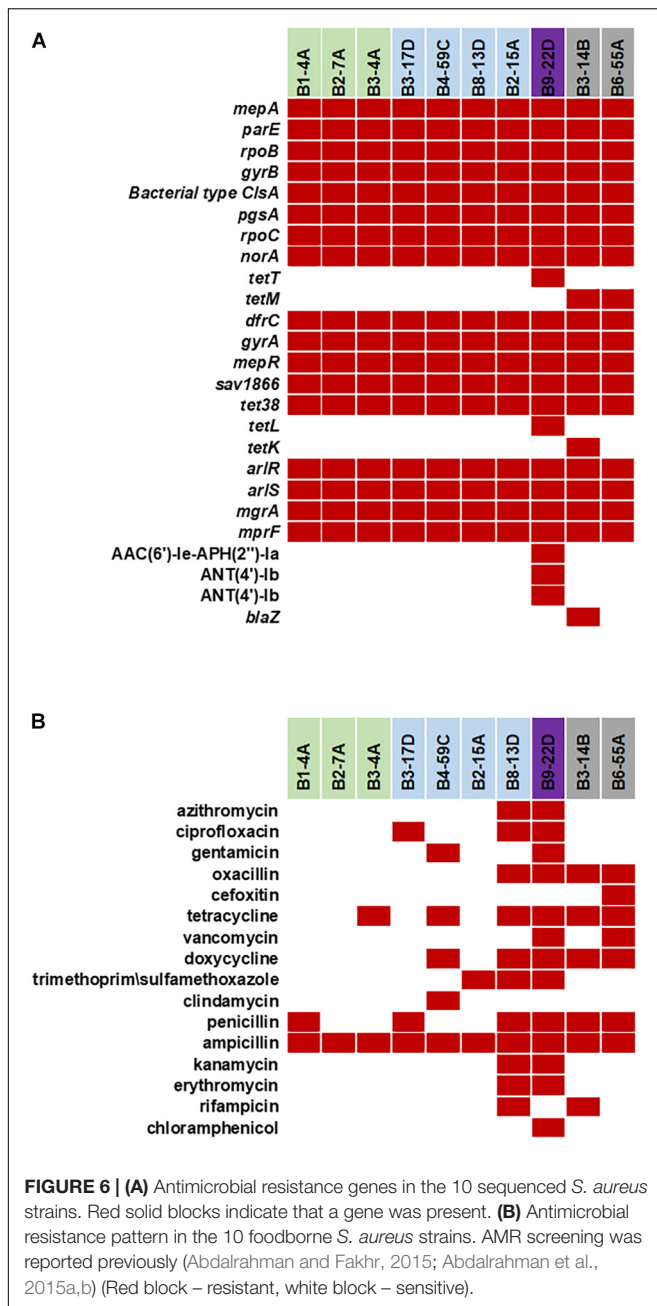 A
B1-4A B2-7A B3-4A B3-17D B4-59C B8-13D B2-15A B9-22D B3-14B B6-55A
mepA
parE
rpoB
gyrB
Bacterial type ClsA
pgsA
rpoC
norA
tetT
tetM
dfrC
gyrA
mepR
sav1866
tet38
tetL
tetK
arlR
arlS
mgrA
mprF
AAC(6')-Ie-APH(2'')-Ia
ANT(4')-Ib
ANT(4')-Ib
blaZ
B
B1-4A B2-7A B3-4A B3-17D B4-59C B2-15A B8-13D B9-22D B3-14B B6-55A
azithromycin
ciprofloxacin
gentamicin
oxacillin
cefoxitin
tetracycline
vancomycin
doxycycline
trimethoprim\sulfamethoxazole
clindamycin
penicillin
ampicillin
kanamycin
erythromycin
rifampicin
chloramphenicol
FIGURE 6 | (A) Antimicrobial resistance genes in the 10 sequenced S. aureus
strains. Red solid blocks indicate that a gene was present. (B) Antimicrobial
resistance pattern in the 10 foodborne S. aureus strains. AMR screening was
reported previously (Abdalrahman and Fakhr, 2015; Abdalrahman et al.,
2015a,b) (Red block – resistant, white block – sensitive).